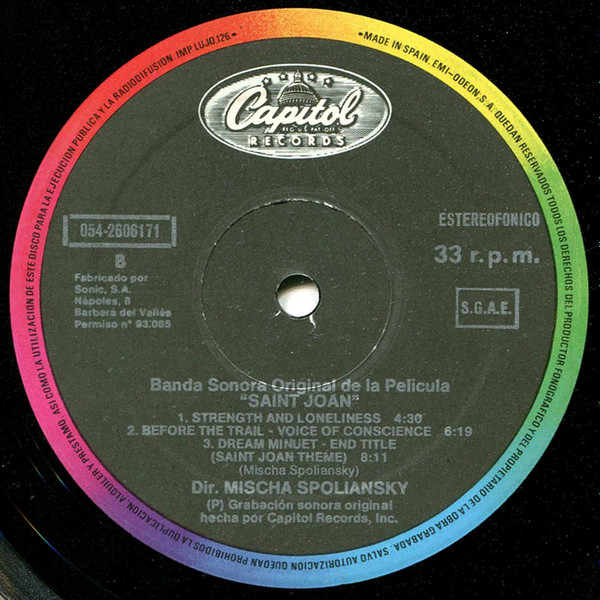 •MADE IN SPAIN. EMI-ODEON, S.A. QUEDAN RESERVADOS TODOS LOS DERECHOS DEL PRODUCTOR FONOGRAFICO Y DEL PROPIETARIO DE LA OBRA GRABADA. SALVO AUTORIZACION QUEDAN PROHIBIDOS LA DUPLICACION, ALQUILER Y PRESTAMO, ASI COMO LA UTILIZACION DE ESTE DISCO PARA LA EJECUCION PUBLICA Y LA RADIODIFUSION. IMP. LUJO, 126.•
Capitol
REG. U.S. PAT. OFF.
RECORDS
054-2606171
B
Fabricado por
Sonic, S.A.
Nápoles, 8
Barberá del Vallés
Permiso nº 93.085
ESTEREOFONICO
33 r.p.m.
S.G.A.E.
Banda Sonora Original de la Película
"SAINT JOAN"
1. STRENGTH AND LONELINESS 4:30
2. BEFORE THE TRAIL - VOICE OF CONSCIENCE 6:19
3. DREAM MINUET - END TITLE
(SAINT JOAN THEME) 8:11
(Mischa Spoliansky)
Dir. MISCHA SPOLIANSKY
(P) Grabación sonora original
hecha por Capitol Records, Inc.